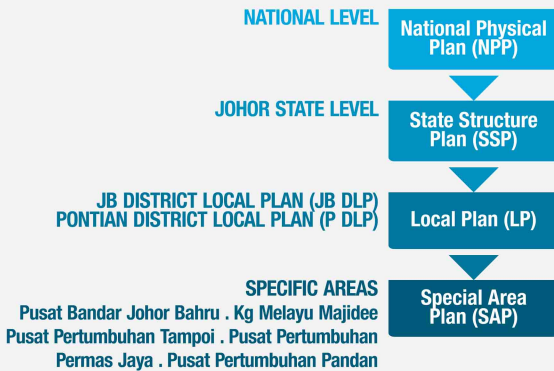 NATIONAL LEVEL
National Physical
Plan (NPP)
JOHOR STATE LEVEL
State Structure
Plan (SSP)
JB DISTRICT LOCAL PLAN (JB DLP)
PONTIAN DISTRICT LOCAL PLAN (P DLP)
Local Plan (LP)
SPECIFIC AREAS
Pusat Bandar Johor Bahru . Kg Melayu Majidee
Pusat Pertumbuhan Tampoi . Pusat Pertumbuhan
Permas Jaya . Pusat Pertumbuhan Pandan
Special Area
Plan (SAP)